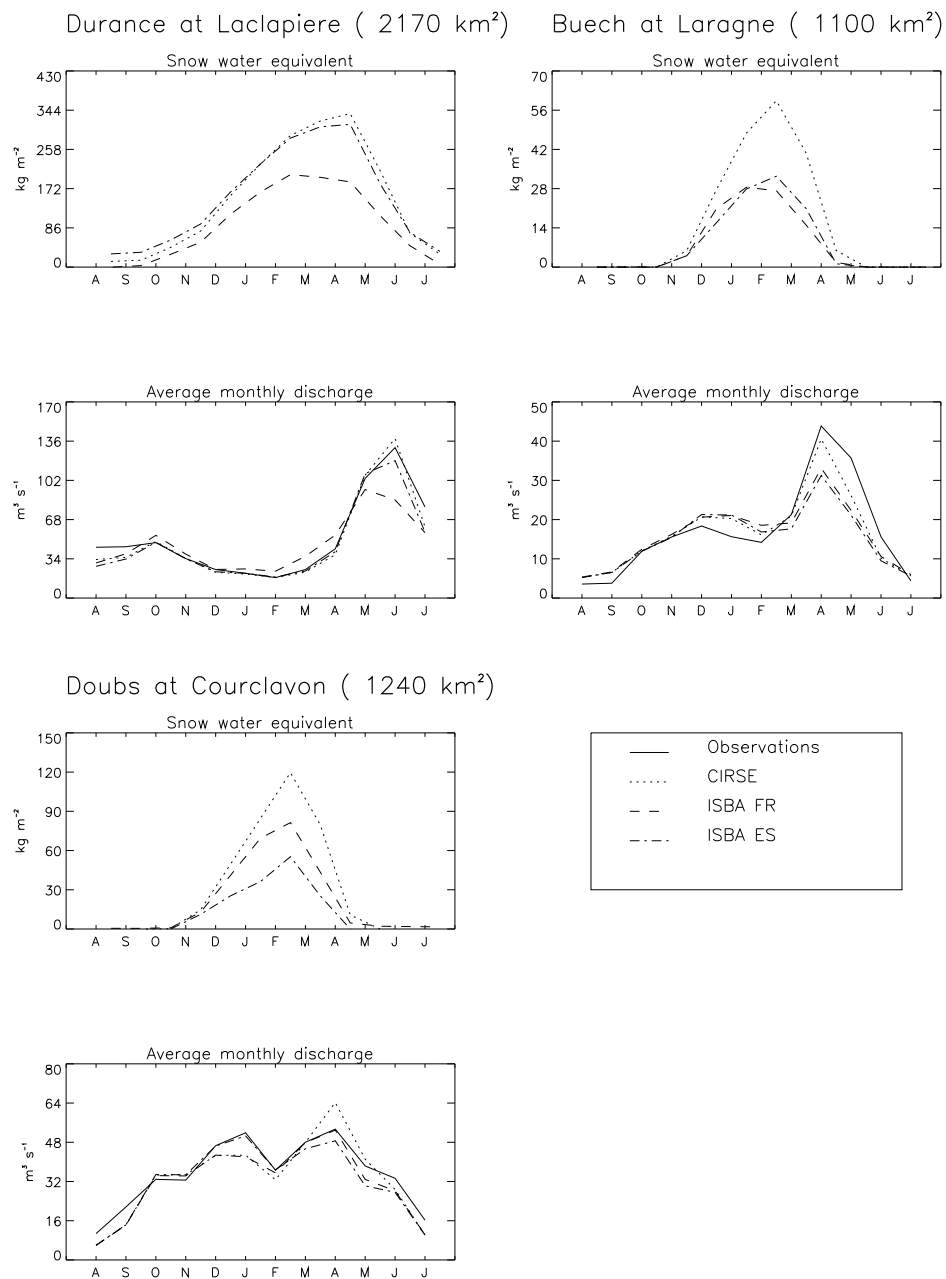 Durance at Laclapiere ( 2170 km²)
Snow water equivalent
430
344
258
172
86
0
kg m⁻²
A S O N D J F M A M J J
Average monthly discharge
170
136
102
68
34
0
m³ s⁻¹
A S O N D J F M A M J J
Buech at Laragne ( 1100 km²)
Snow water equivalent
70
56
42
28
14
0
kg m⁻²
A S O N D J F M A M J J
Average monthly discharge
50
40
30
20
10
0
m³ s⁻¹
A S O N D J F M A M J J
Doubs at Courclavon ( 1240 km²)
Snow water equivalent
150
120
90
60
30
0
kg m⁻²
A S O N D J F M A M J J
Average monthly discharge
80
64
48
32
16
0
m³ s⁻¹
A S O N D J F M A M J J
Observations
CIRSE
ISBA FR
ISBA ES